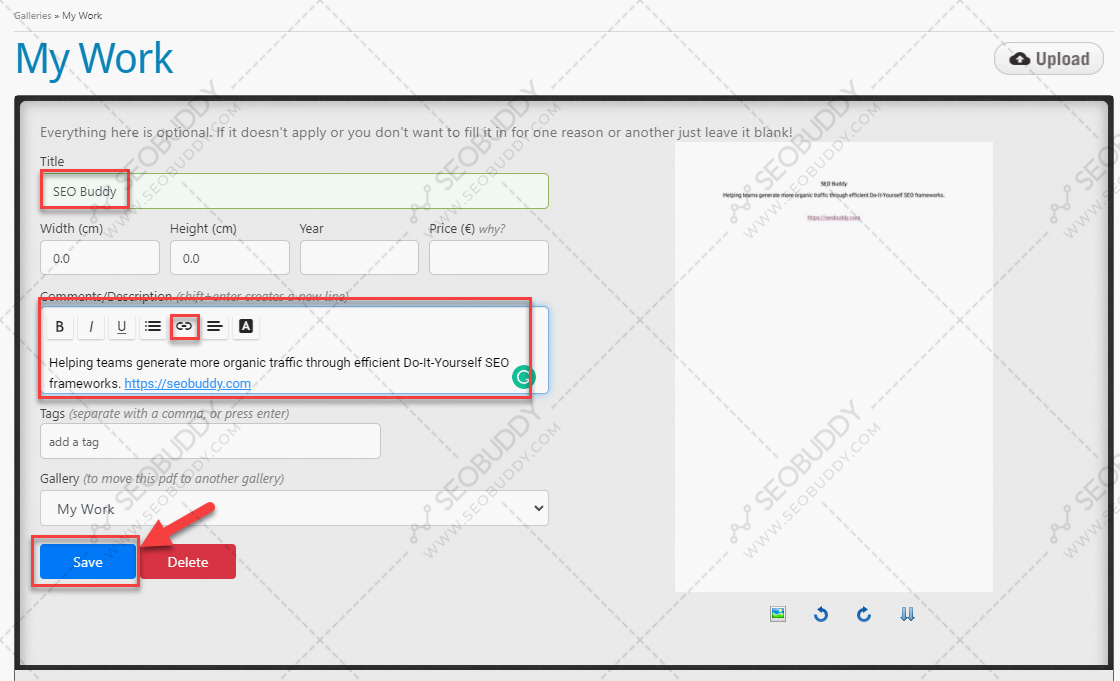 Galleries » My Work
My Work
Upload
Everything here is optional. If it doesn't apply or you don't want to fill it in for one reason or another just leave it blank!
Title
SEO Buddy
Width (cm) Height (cm) Year Price (€) why?
0.0 0.0
Comments/Description (shift+enter creates a new line)
B I U A
Helping teams generate more organic traffic through efficient Do-It-Yourself SEO
frameworks. https://seobuddy.com
Tags (separate with a comma, or press enter)
add a tag
Gallery (to move this pdf to another gallery)
My Work
Save Delete
SEO Buddy
Helping teams generate more organic traffic through efficient Do-It-Yourself SEO frameworks.
https://seobuddy.com
SEOBUDDY
WWW.SEOBUDDY.COM